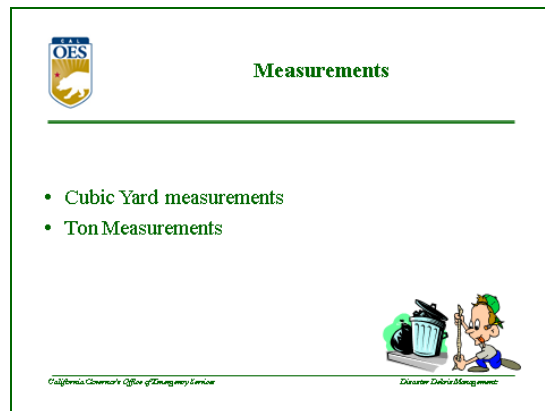 CAL
OES
Measurements
• Cubic Yard measurements
• Ton Measurements
California Governor's Office of Emergency Services
Disaster Debris Management